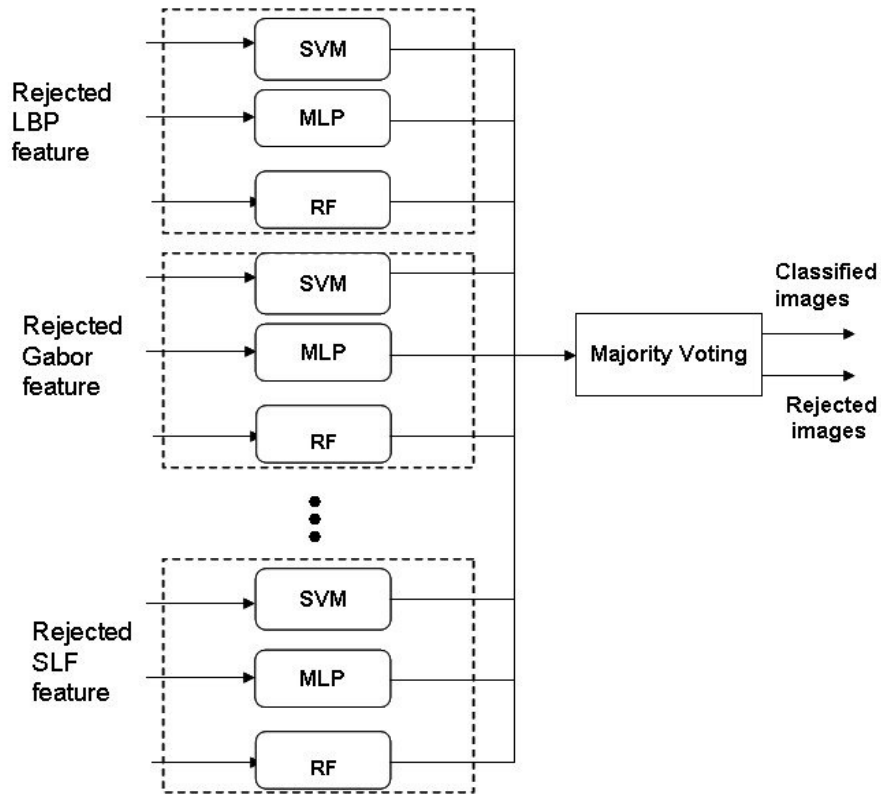 Rejected
LBP
feature
SVM
MLP
RF
Rejected
Gabor
feature
SVM
MLP
RF
Rejected
SLF
feature
SVM
MLP
RF
Majority Voting
Classified
images
Rejected
images